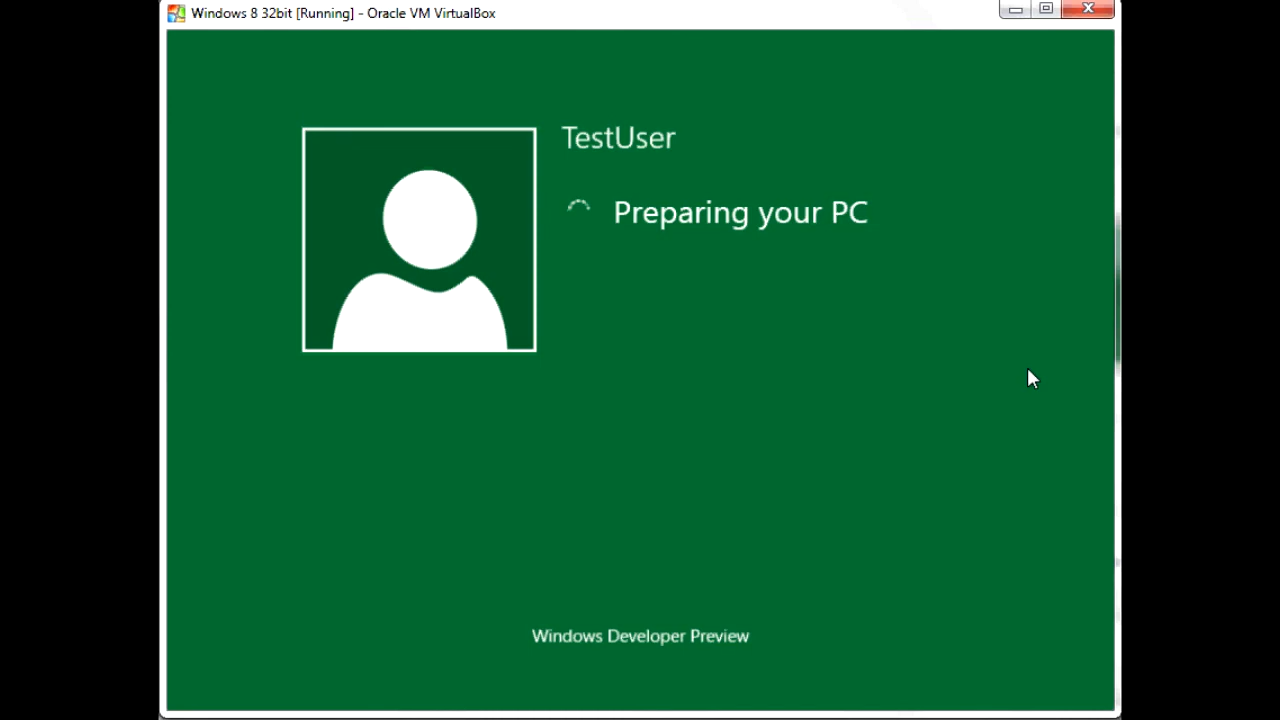 Windows 8 32bit [Running] - Oracle VM VirtualBox
TestUser
Preparing your PC
Windows Developer Preview